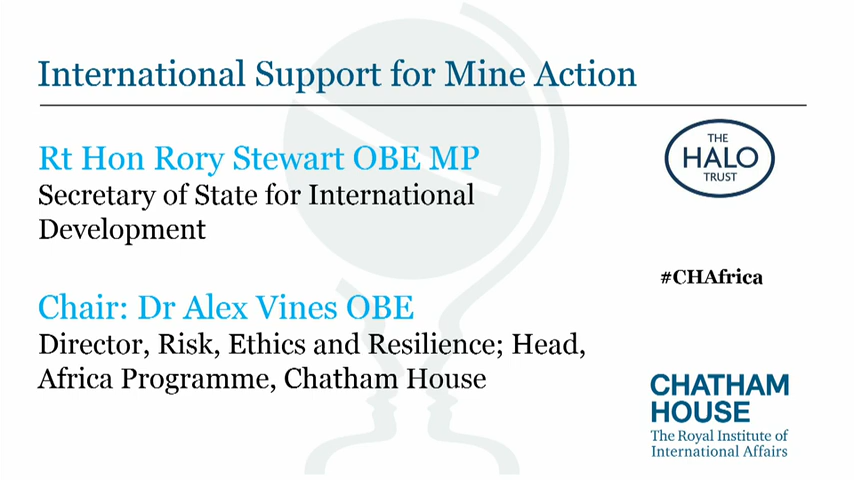 International Support for Mine Action
Rt Hon Rory Stewart OBE MP
Secretary of State for International
Development
THE
HALO
TRUST
#CHAfrica
Chair: Dr Alex Vines OBE
Director, Risk, Ethics and Resilience; Head,
Africa Programme, Chatham House
CHATHAM
HOUSE
The Royal Institute of
International Affairs